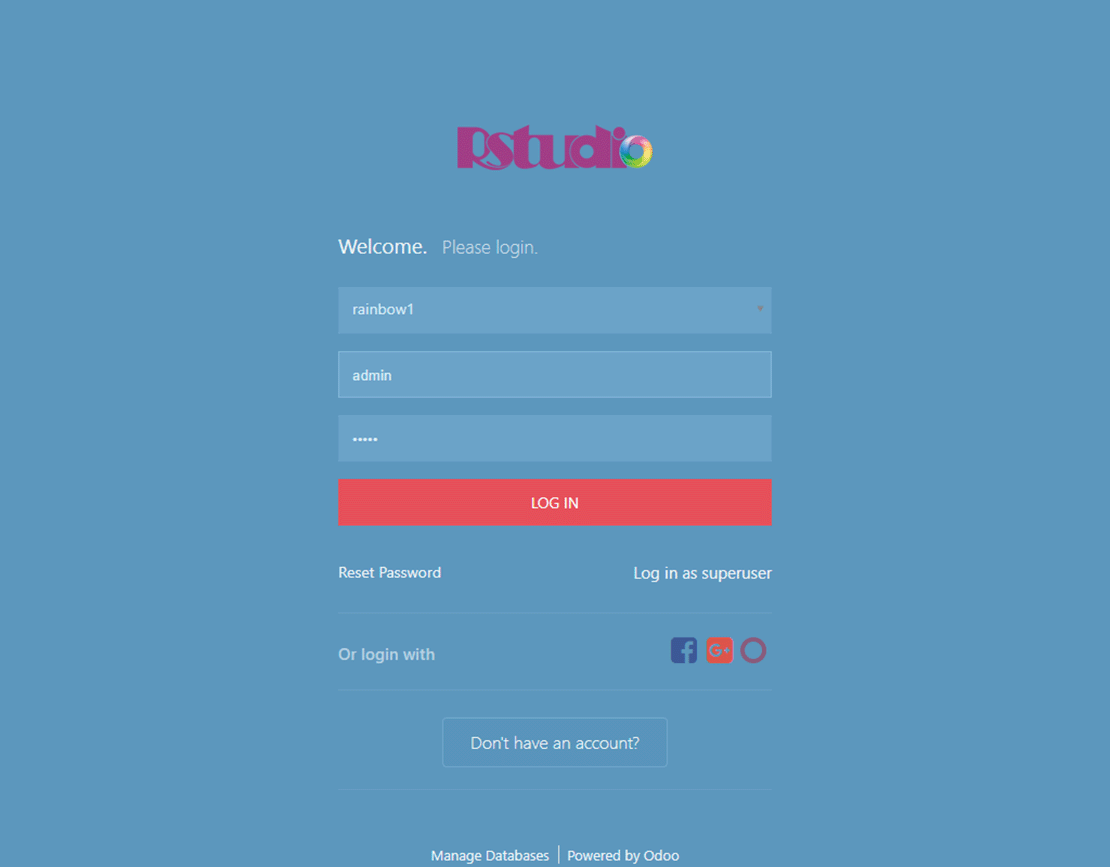 Rstudio
Welcome. Please login.
rainbow1
admin
•••••
LOG IN
Reset Password Log in as superuser
Or login with
Don't have an account?
Manage Databases | Powered by Odoo